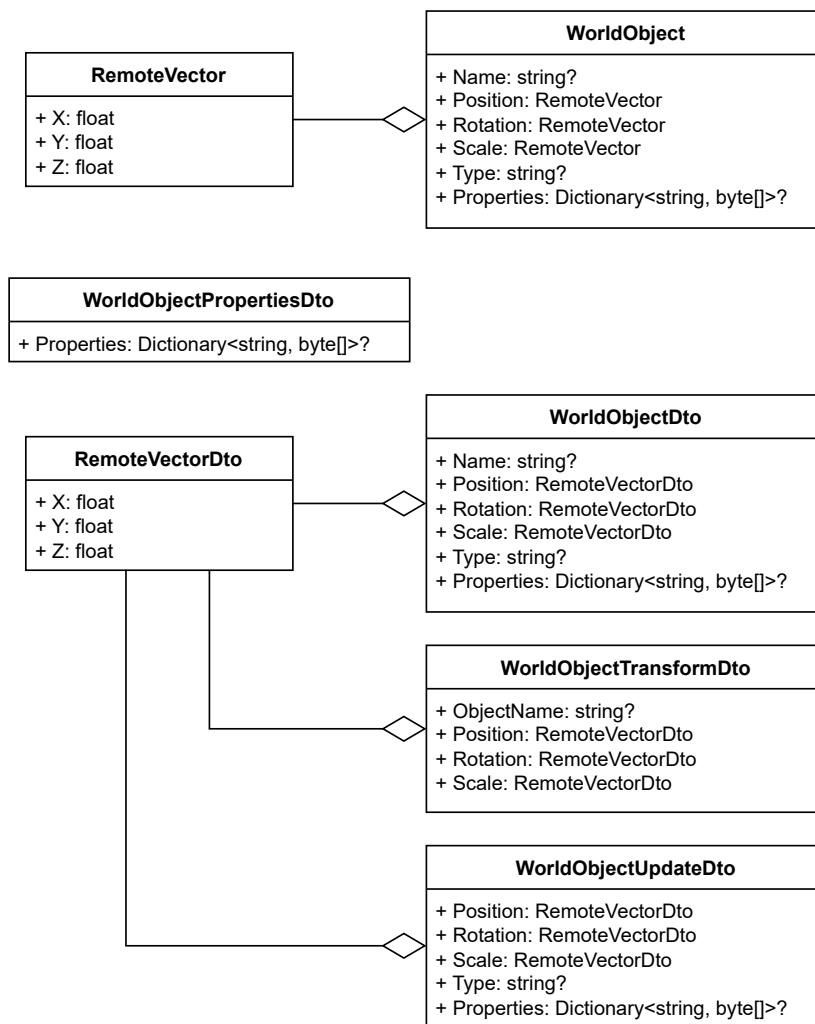 RemoteVector
+ X: float
+ Y: float
+ Z: float
WorldObject
+ Name: string?
+ Position: RemoteVector
+ Rotation: RemoteVector
+ Scale: RemoteVector
+ Type: string?
+ Properties: Dictionary<string, byte[]>?
WorldObjectPropertiesDto
+ Properties: Dictionary<string, byte[]>?
RemoteVectorDto
+ X: float
+ Y: float
+ Z: float
WorldObjectDto
+ Name: string?
+ Position: RemoteVectorDto
+ Rotation: RemoteVectorDto
+ Scale: RemoteVectorDto
+ Type: string?
+ Properties: Dictionary<string, byte[]>?
WorldObjectTransformDto
+ ObjectName: string?
+ Position: RemoteVectorDto
+ Rotation: RemoteVectorDto
+ Scale: RemoteVectorDto
WorldObjectUpdateDto
+ Position: RemoteVectorDto
+ Rotation: RemoteVectorDto
+ Scale: RemoteVectorDto
+ Type: string?
+ Properties: Dictionary<string, byte[]>?